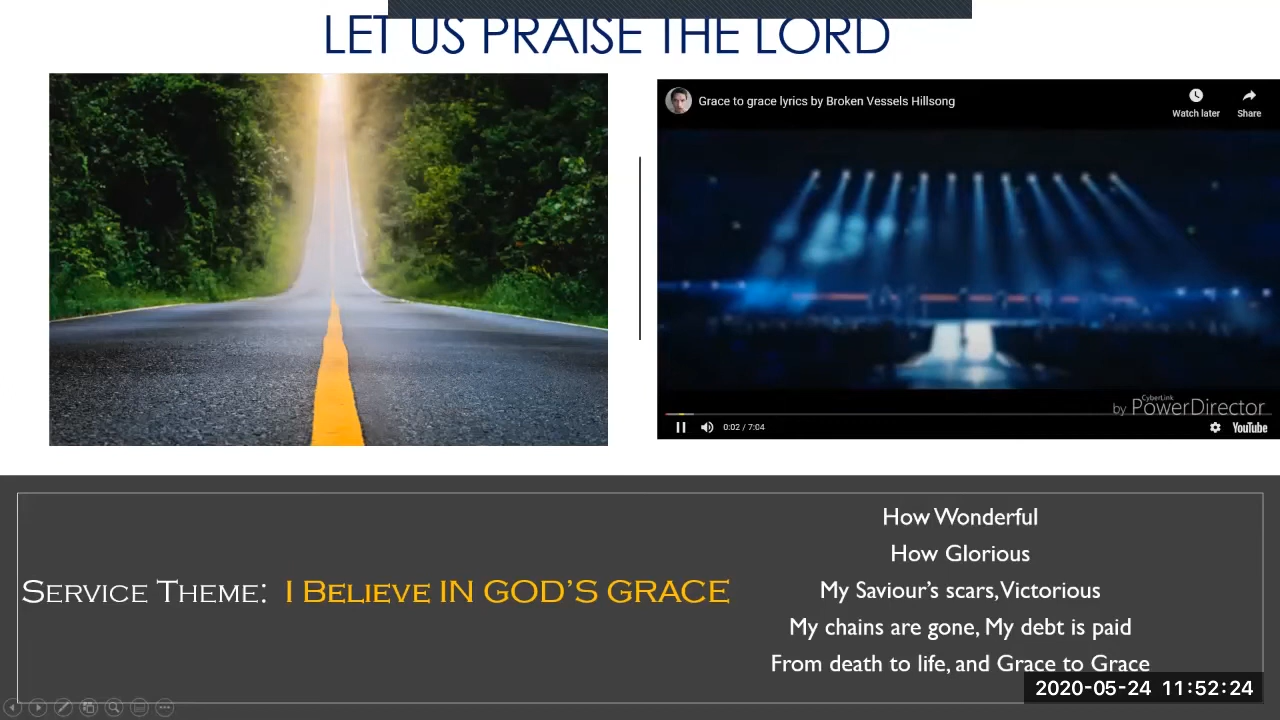 LET US PRAISE THE LORD
Grace to grace lyrics by Broken Vessels Hillsong
Watch later
Share
by CyberLink PowerDirector
0:02 / 7:04
YouTube
SERVICE THEME: I BELIEVE IN GOD'S GRACE
How Wonderful
How Glorious
My Saviour's scars, Victorious
My chains are gone, My debt is paid
From death to life, and Grace to Grace
2020-05-24 11:52:24